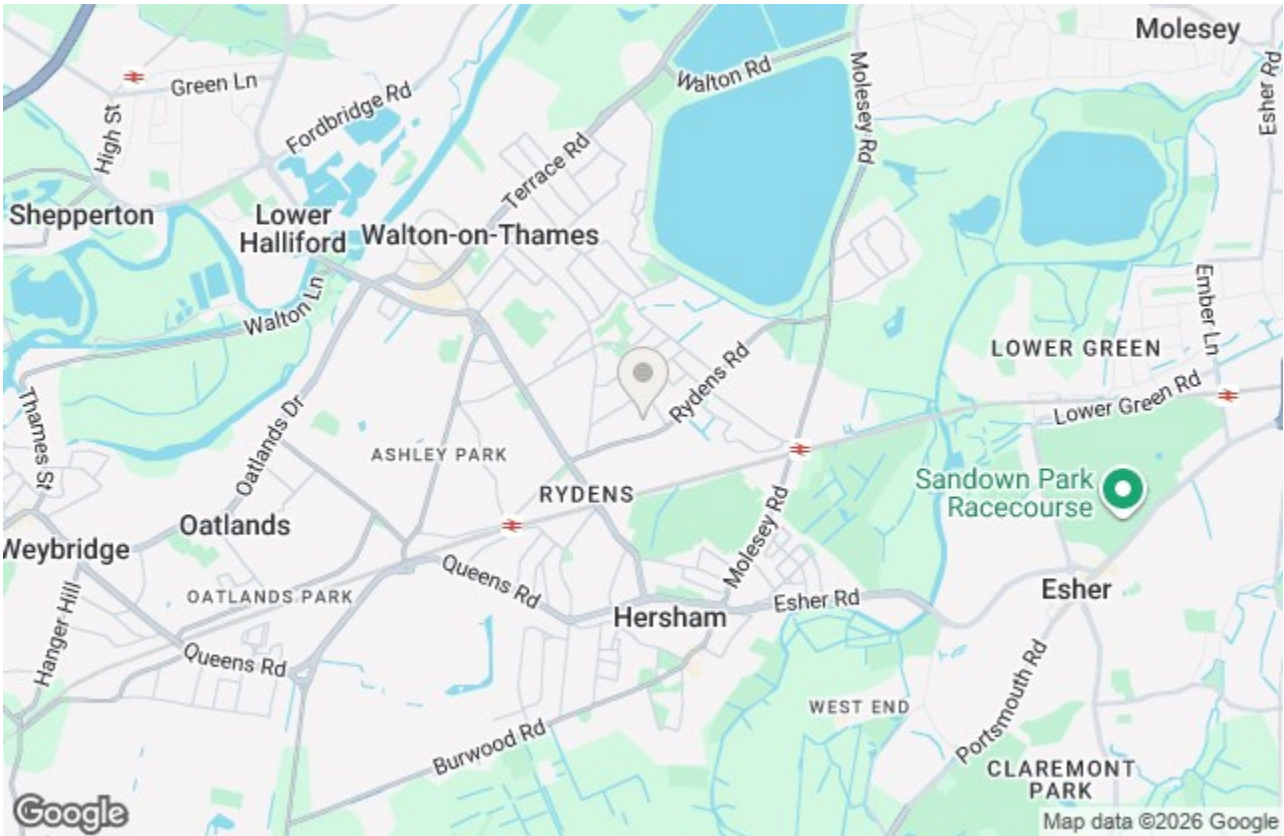 Molesey
Walton Rd
Molesey Rd
Esher Rd
Green Ln
High St
Fordbridge Rd
Terrace Rd
Shepperton
Lower
Halliford
Walton-on-Thames
Walton Ln
Ember Ln
LOWER GREEN
Rydens Rd
Lower Green Rd
Thames St
Oatlands Dr
ASHLEY PARK
Sandown Park
Racecourse
RYDENS
Oatlands
Weybridge
Molesey Rd
Queens Rd
Esher
OATLANDS PARK
Esher Rd
Hersham
Hanger Hill
Queens Rd
Portsmouth Rd
WEST END
Burwood Rd
CLAREMONT
PARK
Google
Map data ©2026 Google